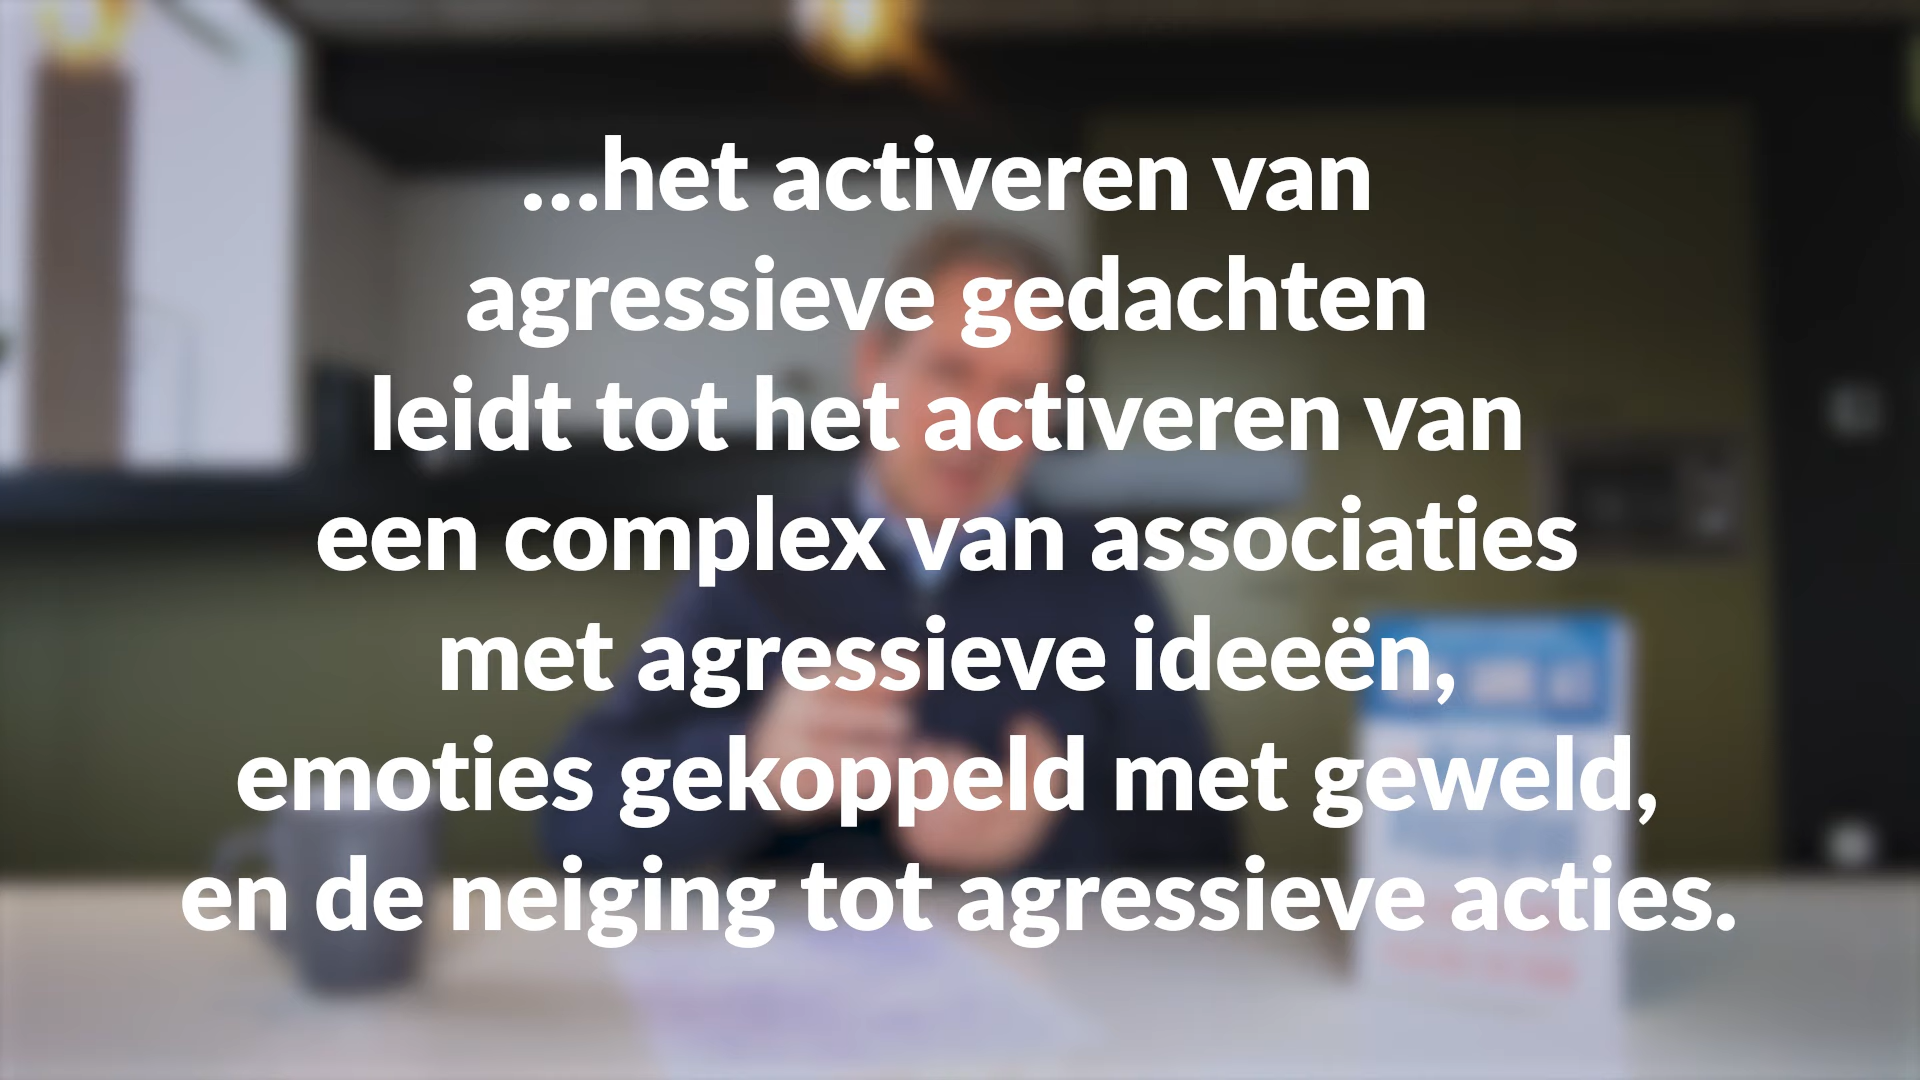 ...het activeren van
agressieve gedachten
leidt tot het activeren van
een complex van associaties
met agressieve ideeën,
emoties gekoppeld met geweld,
en de neiging tot agressieve acties.